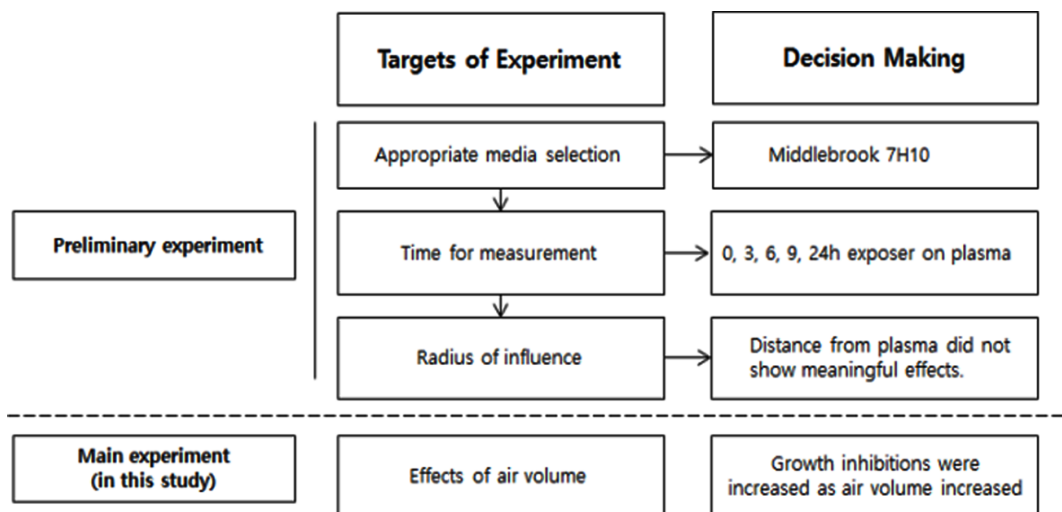 Targets of Experiment
Decision Making
Appropriate media selection
Middlebrook 7H10
Preliminary experiment
Time for measurement
0, 3, 6, 9, 24h exposer on plasma
Radius of influence
Distance from plasma did not
show meaningful effects.
Main experiment
(in this study)
Effects of air volume
Growth inhibitions were
increased as air volume increased